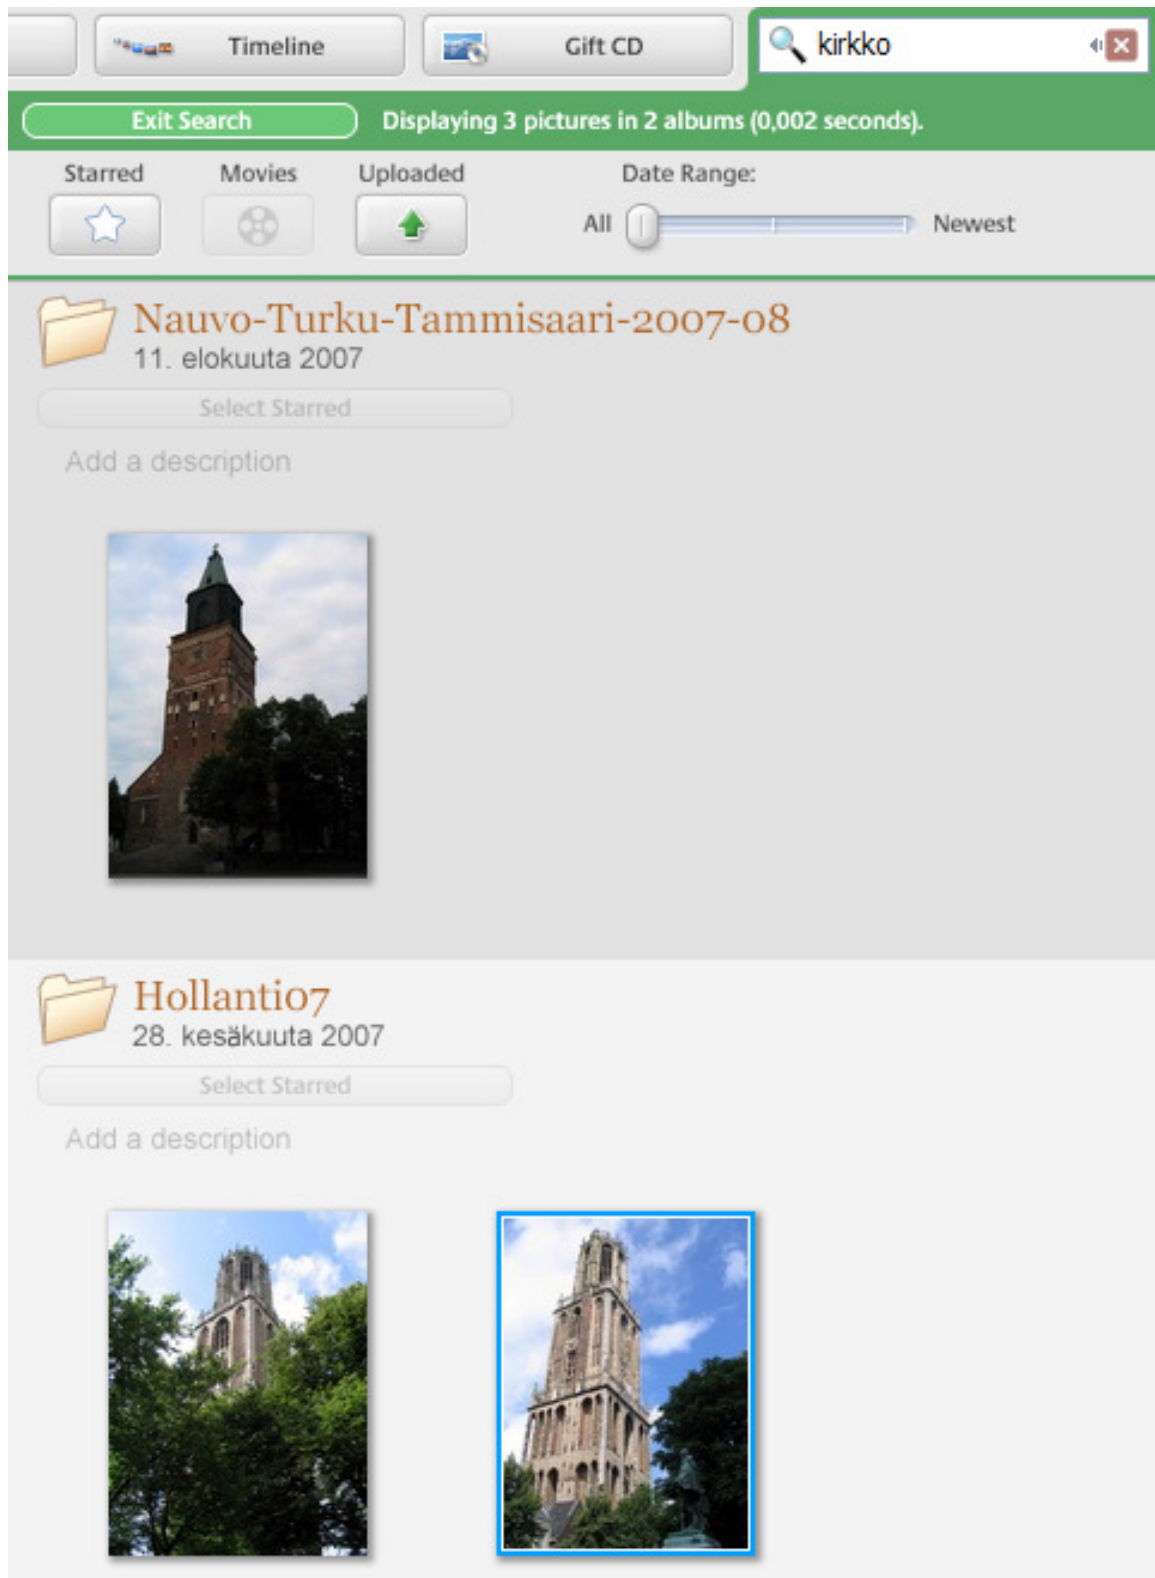 Timeline
Gift CD
kirkko
Exit Search
Displaying 3 pictures in 2 albums (0,002 seconds).
Starred
Movies
Uploaded
Date Range:
All
Newest
Nauvo-Turku-Tammisaari-2007-08
11. elokuuta 2007
Select Starred
Add a description
Hollanti07
28. kesäkuuta 2007
Select Starred
Add a description